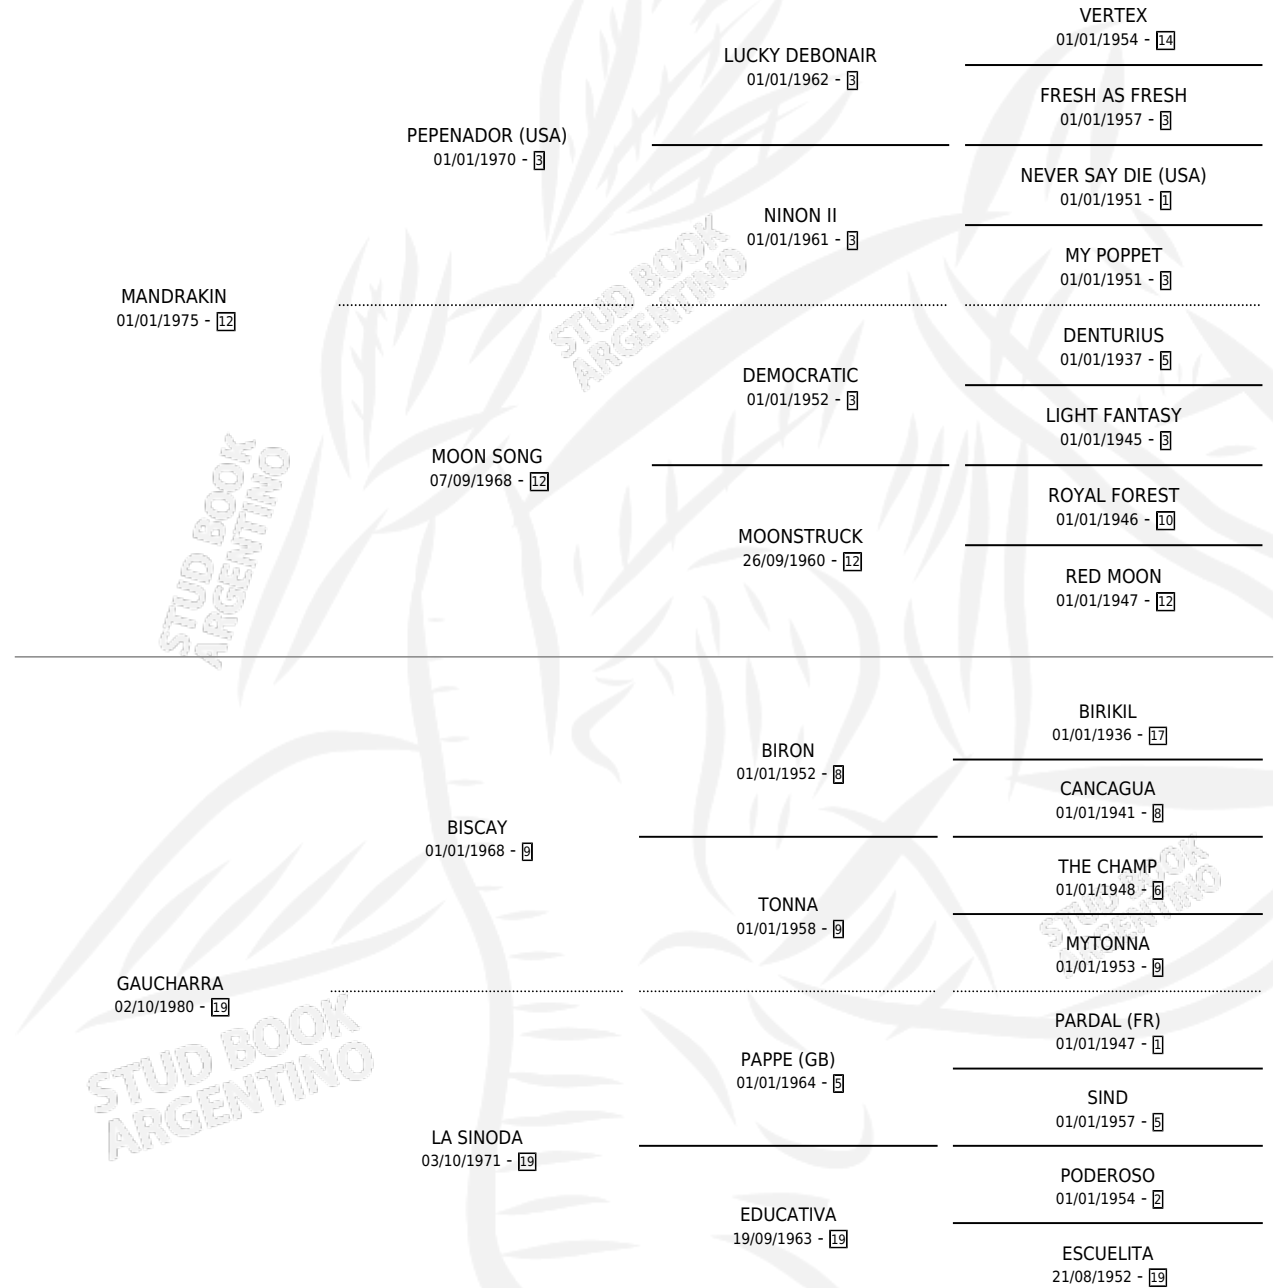 VERTEX
01/01/1954 - 14
LUCKY DEBONAIR
01/01/1962 - 3
FRESH AS FRESH
01/01/1957 - 3
PEPENADOR (USA)
01/01/1970 - 3
NEVER SAY DIE (USA)
01/01/1951 - 1
NINON II
01/01/1961 - 3
MY POPPET
01/01/1951 - 3
MANDRAKIN
01/01/1975 - 12
DENTURIUS
01/01/1937 - 5
DEMOCRATIC
01/01/1952 - 3
LIGHT FANTASY
01/01/1945 - 3
MOON SONG
07/09/1968 - 12
ROYAL FOREST
01/01/1946 - 10
MOONSTRUCK
26/09/1960 - 12
RED MOON
01/01/1947 - 12
BIRIKIL
01/01/1936 - 17
BIRON
01/01/1952 - 8
CANCAGUA
01/01/1941 - 8
BISCAY
01/01/1968 - 9
THE CHAMP
01/01/1948 - 6
TONNA
01/01/1958 - 9
MYTONNA
01/01/1953 - 9
GAUCHARRA
02/10/1980 - 19
PARDAL (FR)
01/01/1947 - 1
PAPPE (GB)
01/01/1964 - 5
SIND
01/01/1957 - 5
LA SINODA
03/10/1971 - 19
PODEROSO
01/01/1954 - 2
EDUCATIVA
19/09/1963 - 19
ESCUELITA
21/08/1952 - 19
STUD BOOK
ARGENTINO
STUD BOOK
ARGENTINO
STUD BOOK
ARGENTINO
STUD BOOK
ARGENTINO